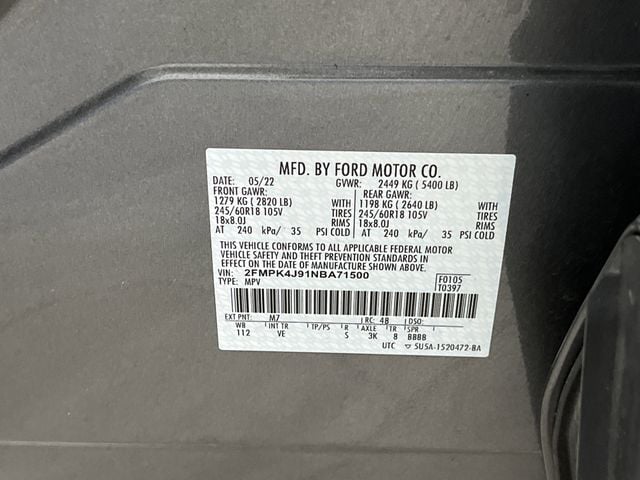 MFD. BY FORD MOTOR CO.
DATE: 05/22 GVWR: 2449 KG ( 5400 LB)
FRONT GAWR: REAR GAWR:
1279 KG ( 2820 LB) WITH 1198 KG ( 2640 LB) WITH
245/60R18 105V TIRES 245/60R18 105V TIRES
18x8.0J RIMS 18x8.0J RIMS
AT 240 kPa/ 35 PSI COLD AT 240 kPa/ 35 PSI COLD
THIS VEHICLE CONFORMS TO ALL APPLICABLE FEDERAL MOTOR
VEHICLE SAFETY AND THEFT PREVENTION STANDARDS IN
EFFECT ON THE DATE OF MANUFACTURE SHOWN ABOVE.
VIN: 2FMPK4J91NBA71500 F0105
TYPE: MPV T0397
EXT PNT: M7 RC: 48 DSO:
WB INT TR TP/PS R AXLE TR SPR
112 VE S 3K 8 BBBB
UTC SU5A-1520472-BA